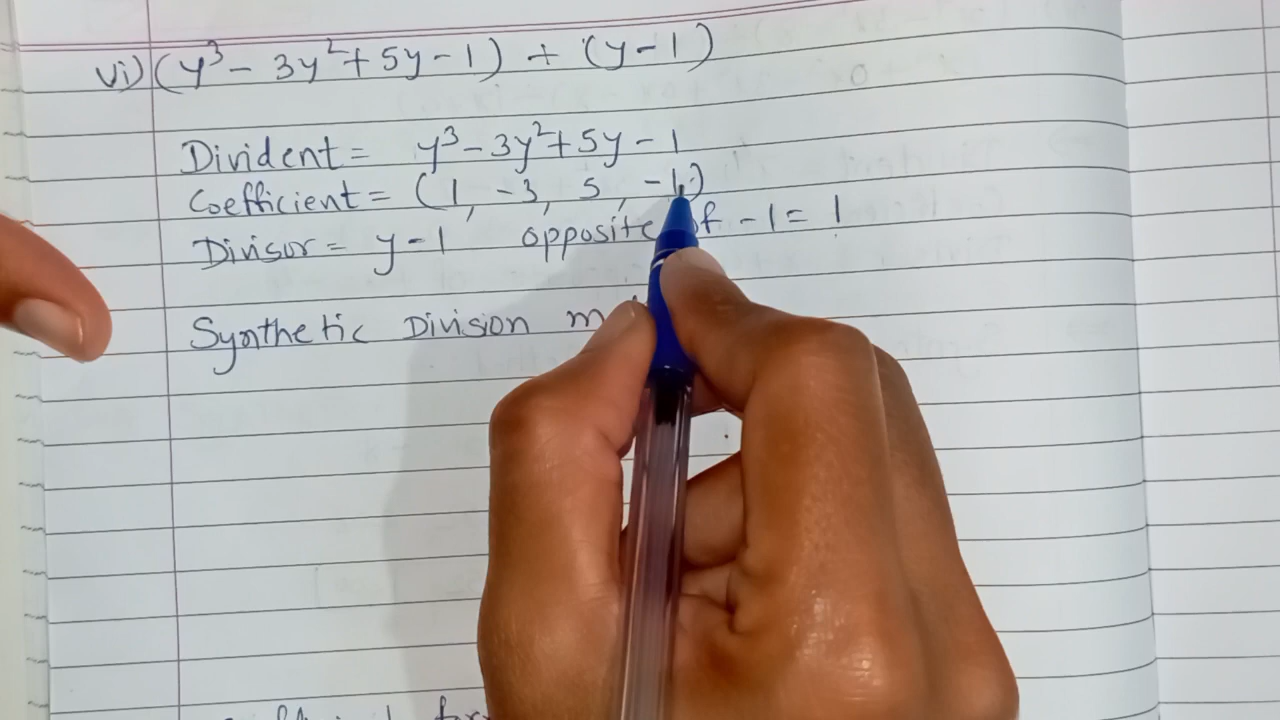 vi) (y³ - 3y² + 5y - 1) + (y - 1)
Divident = y³ - 3y² + 5y - 1
Coefficient = (1, -3, 5, -1)
Divisor = y - 1 opposite of -1 = 1
Synthetic Division